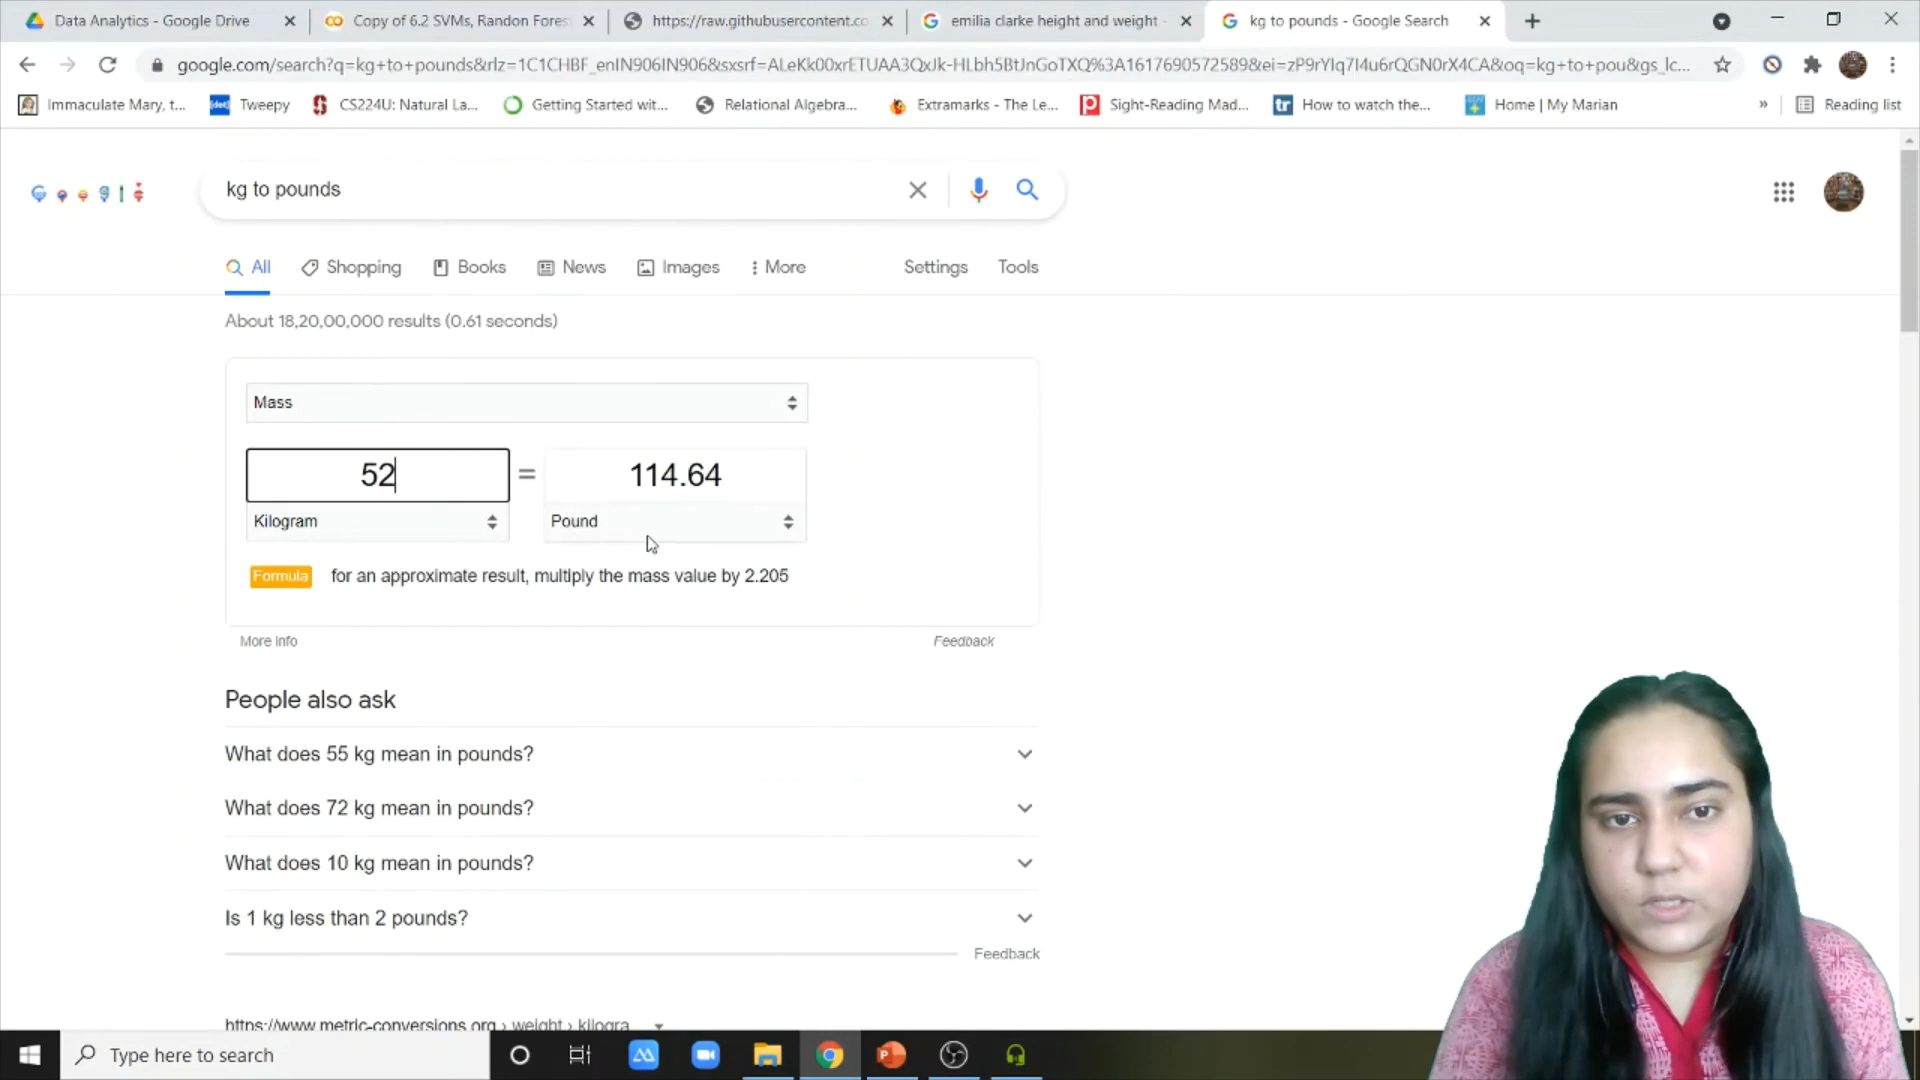 Data Analytics - Google Drive
Copy of 6.2 SVMs, Randon Fores
https://raw.githubusercontent.co
emilia clarke height and weight -
kg to pounds - Google Search
google.com/search?q=kg+to+pounds&rlz=1C1CHBF_enIN906IN906&sxsrf=ALeKk00xrETUAA3QxJk-HLbh5BtJnGoTXQ%3A1617690572589&ei=zP9rYIq7I4u6rQGN0rX4CA&oq=kg+to+pou&gs_lc...
Immaculate Mary, t...
Tweepy
CS224U: Natural La...
Getting Started wit...
Relational Algebra...
Extramarks - The Le...
Sight-Reading Mad...
How to watch the...
Home | My Marian
»
Reading list
kg to pounds
All
Shopping
Books
News
Images
More
Settings
Tools
About 18,20,00,000 results (0.61 seconds)
Mass
52 = 114.64
Kilogram
Pound
Formula for an approximate result, multiply the mass value by 2.205
More info
Feedback
People also ask
What does 55 kg mean in pounds?
What does 72 kg mean in pounds?
What does 10 kg mean in pounds?
Is 1 kg less than 2 pounds?
Feedback
https://www.metric-conversions.org › weight › kilogra...
Type here to search